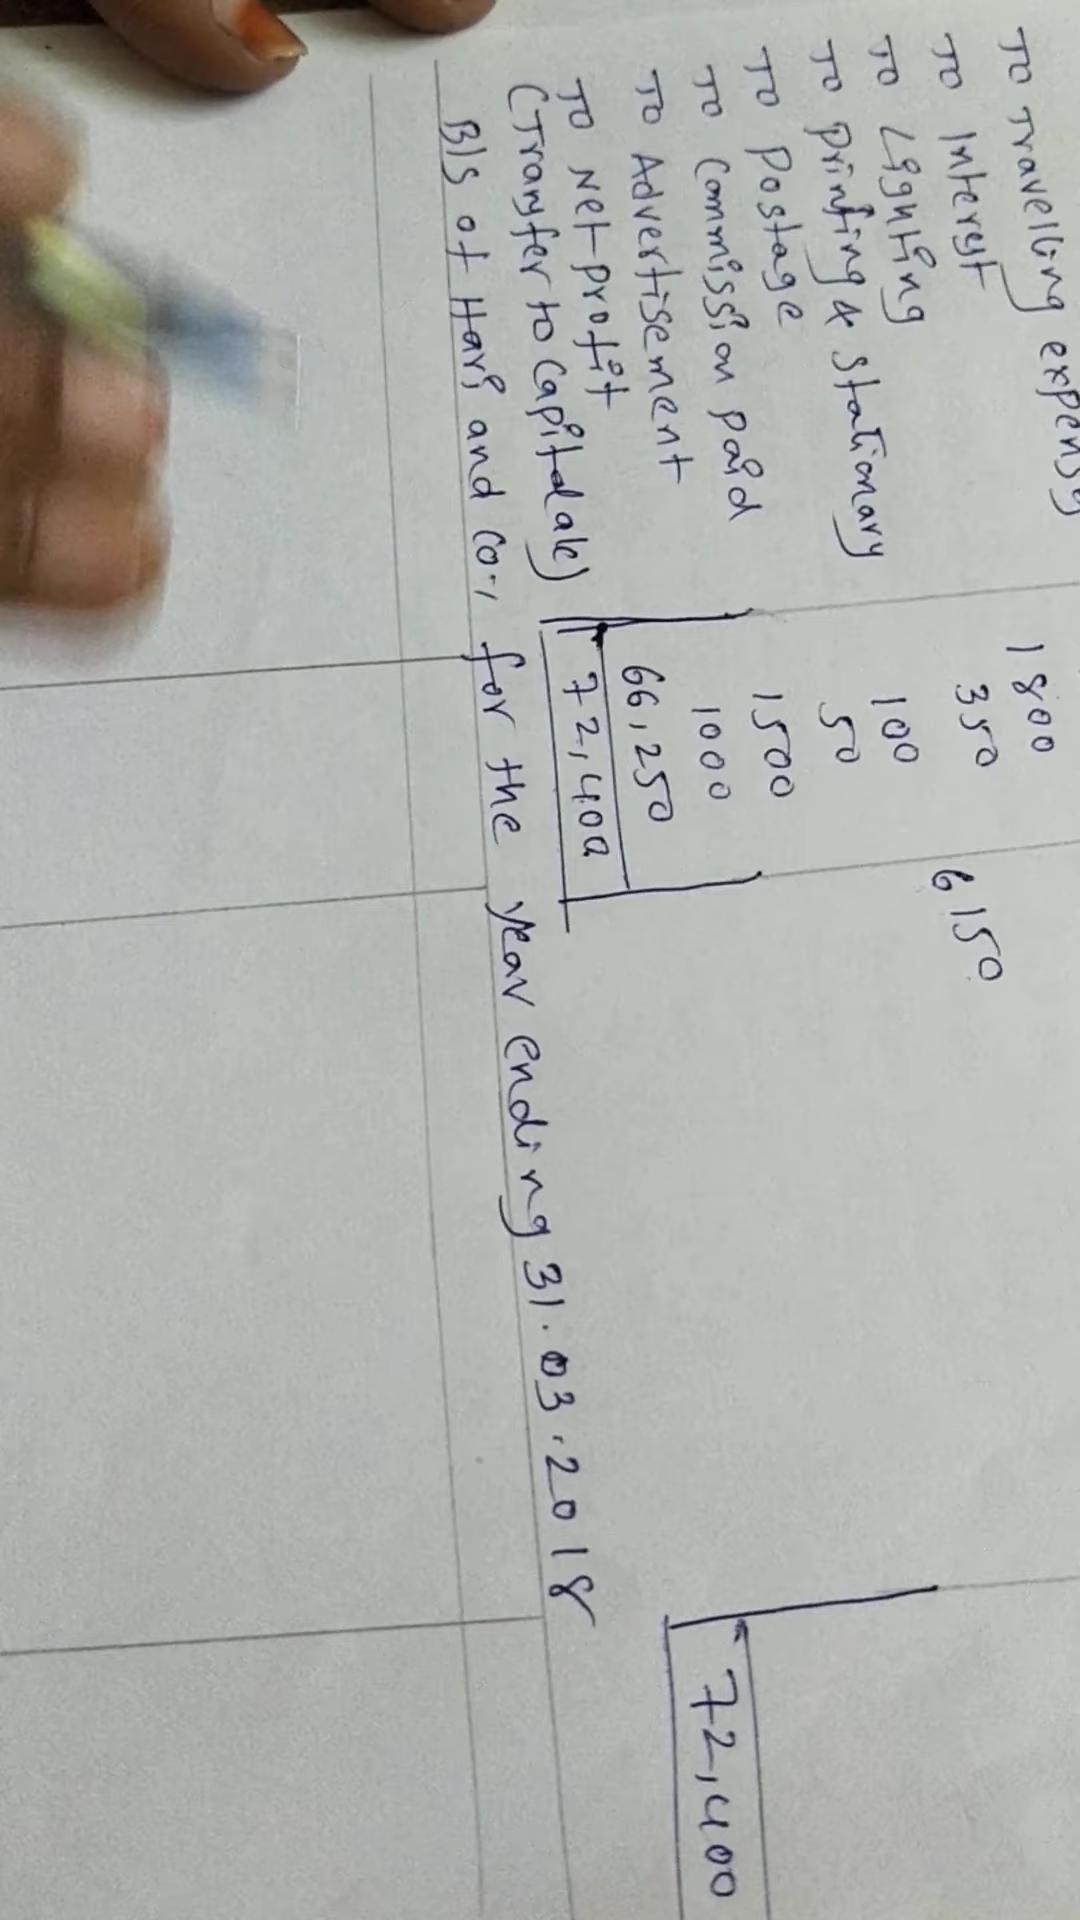 To Travelling expens
To Interest 1800
To Lighting 350
6150
To Printing & Stationary 100
To Postage 50
To Commission paid 1500
To Advertisement 1000
To Net-profit 66,250
(Transfer to Capital a/c) 72,400 72,400
B/S of Hari and Co., for the year ending 31.03.2018